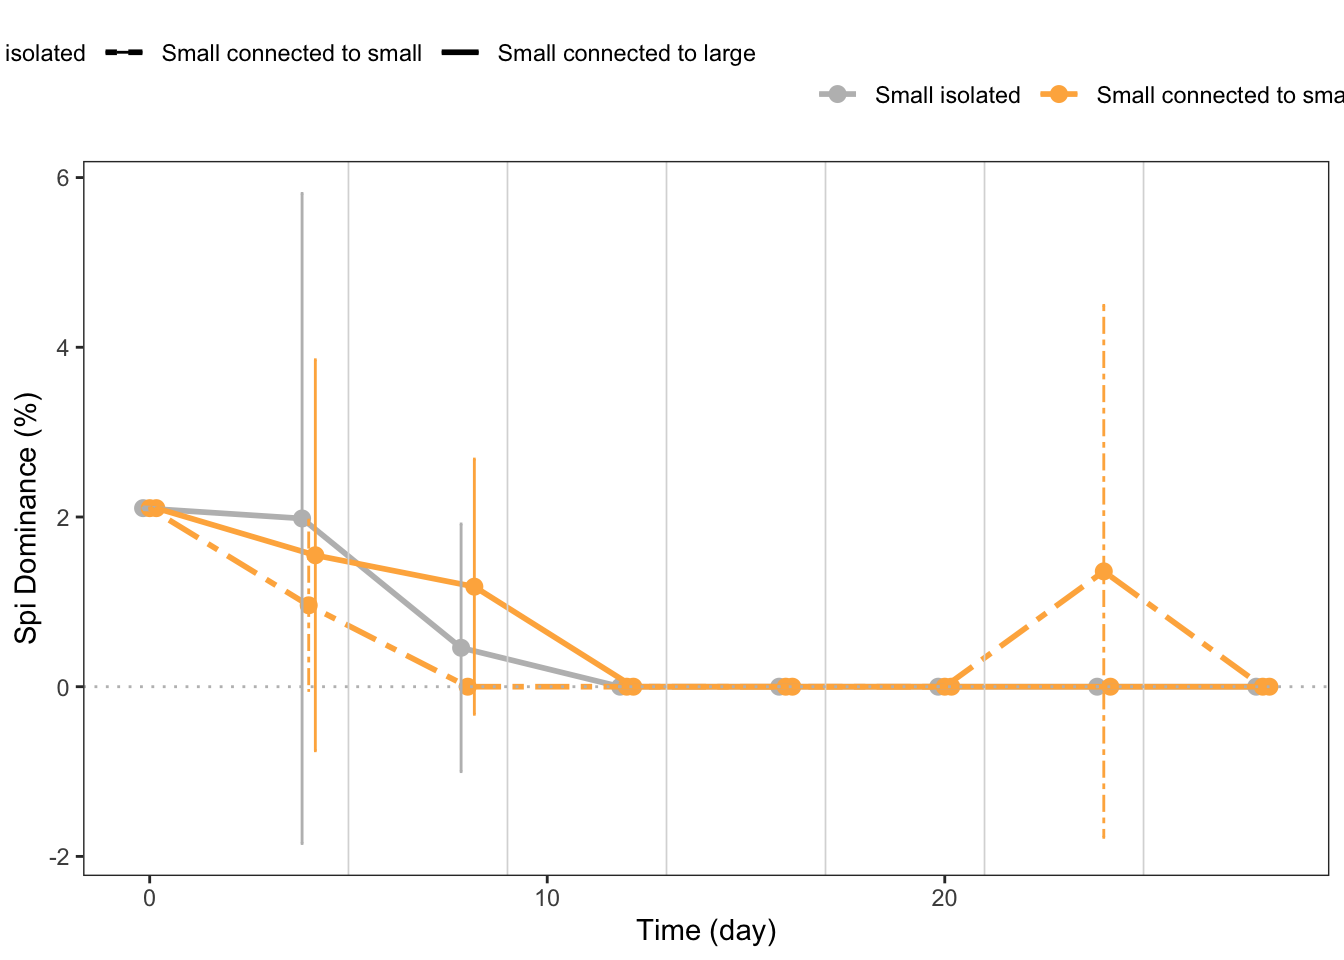 isolated Small connected to small Small connected to large
Small isolated Small connected to sma
6
4
2
0
-2
Spi Dominance (%)
0 10 20
Time (day)